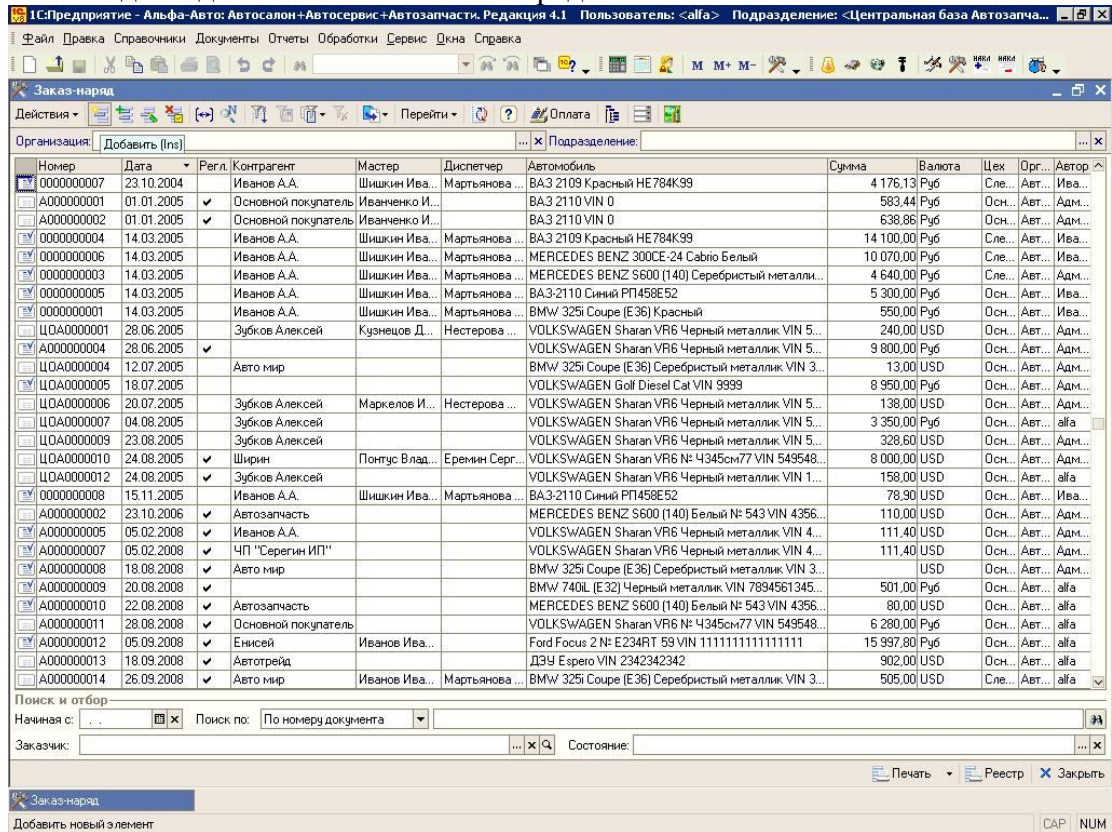 1С:Предприятие - Альфа-Авто: Автосалон+Автосервис+Автозапчасти. Редакция 4.1 Пользователь: <alfa> Подразделение: <Центральная база Автозапча...
Файл Правка Справочники Документы Отчеты Обработки Сервис Окна Справка
M M+ M-
Заказ-наряд
Действия Перейти ? Оплата
Организация: ... x Подразделение: ... x
Добавить (Ins)
Номер Дата Регл. Контрагент Мастер Диспетчер Автомобиль Сумма Валюта Цех Орг... Автор
0000000007 23.10.2004 Иванов А.А. Шишкин Ива... Мартьянова ... ВАЗ 2109 Красный НЕ784К99 4 176,13 Руб Сле... Авт... Ива...
А000000001 01.01.2005 ✔ Основной покупатель Иванченко И... ВАЗ 2110 VIN 0 583,44 Руб Осн... Авт... Адм...
А000000002 01.01.2005 ✔ Основной покупатель Иванченко И... ВАЗ 2110 VIN 0 638,86 Руб Осн... Авт... Адм...
0000000004 14.03.2005 Иванов А.А. Шишкин Ива... Мартьянова ... ВАЗ 2109 Красный НЕ784К99 14 100,00 Руб Сле... Авт... Ива...
0000000006 14.03.2005 Иванов А.А. Шишкин Ива... Мартьянова ... MERCEDES BENZ 300CE-24 Cabrio Белый 10 070,00 Руб Сле... Авт... Ива...
0000000003 14.03.2005 Иванов А.А. Шишкин Ива... Мартьянова ... MERCEDES BENZ S600 (140) Серебристый металли... 4 640,00 Руб Сле... Авт... Адм...
0000000005 14.03.2005 Иванов А.А. Шишкин Ива... Мартьянова ... ВАЗ-2110 Синий РП458Е52 5 300,00 Руб Осн... Авт... Ива...
0000000001 14.03.2005 Иванов А.А. Шишкин Ива... Мартьянова ... BMW 325i Coupe (E36) Красный 550,00 Руб Осн... Авт... Ива...
ЦОА0000001 28.06.2005 Зубков Алексей Кузнецов Д... Нестерова ... VOLKSWAGEN Sharan VR6 Черный металлик VIN 5... 240,00 USD Осн... Авт... Адм...
А000000004 28.06.2005 ✔ VOLKSWAGEN Sharan VR6 Черный металлик VIN 5... 9 800,00 Руб Осн... Авт... Адм...
ЦОА0000004 12.07.2005 Авто мир BMW 325i Coupe (E36) Серебристый металлик VIN 3... 13,00 USD Осн... Авт... Адм...
ЦОА0000005 18.07.2005 VOLKSWAGEN Golf Diesel Cat VIN 9999 8 950,00 Руб Осн... Авт... Адм...
ЦОА0000006 20.07.2005 Зубков Алексей Маркелов И... Нестерова ... VOLKSWAGEN Sharan VR6 Черный металлик VIN 5... 138,00 USD Осн... Авт... Адм...
ЦОА0000007 04.08.2005 Зубков Алексей VOLKSWAGEN Sharan VR6 Черный металлик VIN 5... 3 350,00 Руб Осн... Авт... alfa
ЦОА0000009 23.08.2005 Зубков Алексей VOLKSWAGEN Sharan VR6 Черный металлик VIN 5... 328,60 USD Осн... Авт... Адм...
ЦОА0000010 24.08.2005 ✔ Ширин Понтус Влад... Еремин Серг... VOLKSWAGEN Sharan VR6 № Ч345см77 VIN 549548... 8 000,00 USD Осн... Авт... Адм...
ЦОА0000012 24.08.2005 ✔ Зубков Алексей VOLKSWAGEN Sharan VR6 Черный металлик VIN 1... 158,00 USD Осн... Авт... alfa
0000000008 15.11.2005 Иванов А.А. Шишкин Ива... Мартьянова ... ВАЗ-2110 Синий РП458Е52 78,90 USD Осн... Авт... Ива...
А000000002 23.10.2006 ✔ Автозапчасть MERCEDES BENZ S600 (140) Белый № 543 VIN 4356... 110,00 USD Осн... Авт... Адм...
А000000005 05.02.2008 ✔ Иванов А.А. VOLKSWAGEN Sharan VR6 Черный металлик VIN 4... 111,40 USD Осн... Авт... Адм...
А000000007 05.02.2008 ✔ ЧП "Серегин ИП" VOLKSWAGEN Sharan VR6 Черный металлик VIN 4... 111,40 USD Осн... Авт... Адм...
А000000008 18.08.2008 ✔ Авто мир BMW 325i Coupe (E36) Серебристый металлик VIN 3... USD Осн... Авт... Адм...
А000000009 20.08.2008 ✔ BMW 740iL (E32) Черный металлик VIN 7894561345... 501,00 Руб Осн... Авт... alfa
А000000010 22.08.2008 ✔ Автозапчасть MERCEDES BENZ S600 (140) Белый № 543 VIN 4356... 80,00 USD Осн... Авт... alfa
А000000011 28.08.2008 ✔ Основной покупатель VOLKSWAGEN Sharan VR6 № Ч345см77 VIN 549548... 6 280,00 Руб Осн... Авт... alfa
А000000012 05.09.2008 ✔ Енисей Иванов Ива... Ford Focus 2 № E234RT 59 VIN 1111111111111111 15 997,80 Руб Осн... Авт... alfa
А000000013 18.09.2008 ✔ Автотрейд ДЭУ Espero VIN 2342342342 902,00 USD Осн... Авт... alfa
А000000014 26.09.2008 ✔ Авто мир Иванов Ива... Мартьянова ... BMW 325i Coupe (E36) Серебристый металлик VIN 3... 505,00 USD Сле... Авт... alfa
Поиск и отбор
Начиная с: . . Поиск по: По номеру документа
Заказчик: ... x Состояние: ... x
Печать Реестр Закрыть
Заказ-наряд
Добавить новый элемент CAP NUM